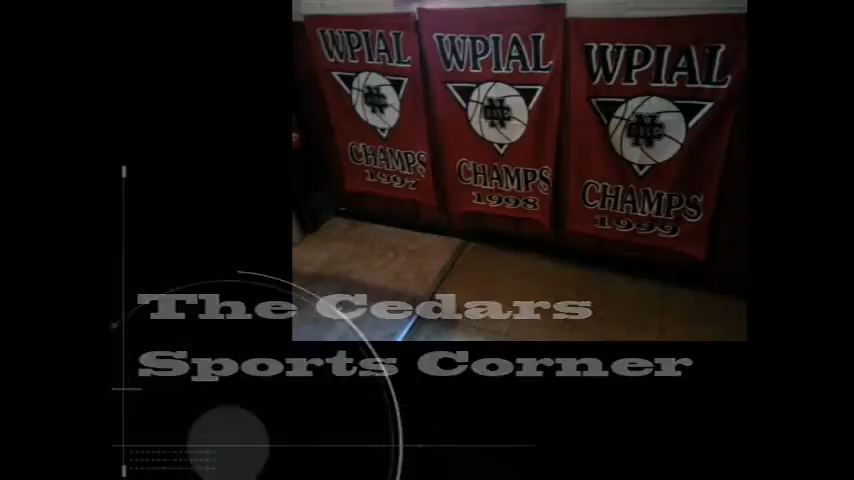 WPIAL
CHAMPS
1997
WPIAL
CHAMPS
1998
WPIAL
CHAMPS
1999
The Cedars
Sports Corner